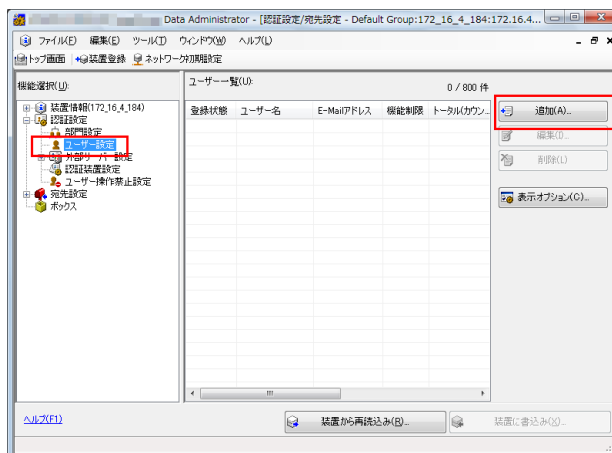 Data Administrator - [認証設定/宛先設定 - Default Group:172_16_4_184:172.16.4...
ファイル(F) 編集(E) ツール(T) ウィンドウ(W) ヘルプ(L)
トップ画面 装置登録 ネットワーク初期設定
機能選択(U):
装置情報(172_16_4_184)
認証設定
部門設定
ユーザー設定
外部サーバー設定
認証装置設定
ユーザー操作禁止設定
宛先設定
ボックス
ユーザー一覧(U):
0 / 800 件
登録状態 ユーザー名 E-Mailアドレス 機能制限 トータル(カウン...
追加(A)...
編集(I)...
削除(L)
表示オプション(C)...
ヘルプ(F1)
装置から再読込み(R)...
装置に書込み(X)...